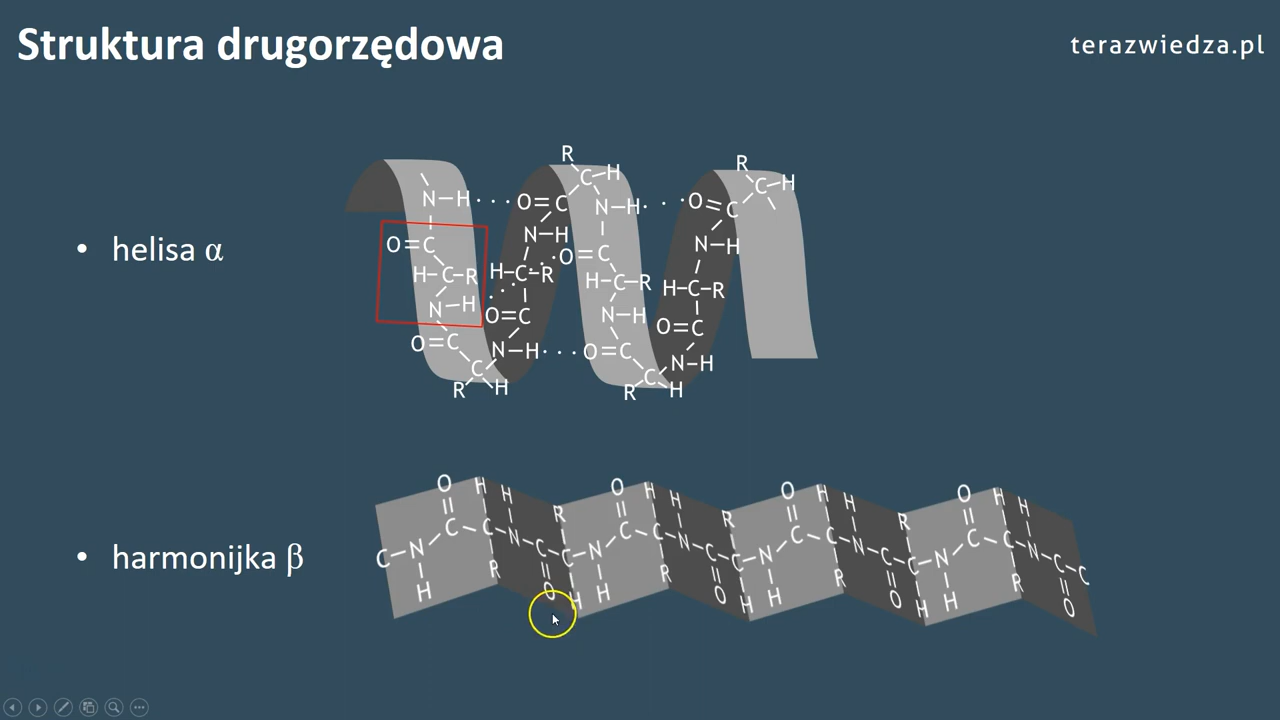 Struktura drugorzędowa
terazwiedza.pl
• helisa α
R
H
C
R
H
C
N–H···O=C
N–H···O=C
O=C
N–H
O=C
N–H
H–C–R
H–C–R
H–C–R
H–C–R
N–H
O=C
N–H
O=C
O=C
N–H···O=C
N–H
C
R
H
C
R
H
• harmonijka β
O
H
H
R
O
H
H
R
O
H
H
R
O
H
H
C–N
C
C
N
C
C
N
C
C
N
C
C
N
C
C
N
C
C
N
C
C
N
C–C
H
R
O
H
H
R
O
H
H
R
O
H
H
R
O